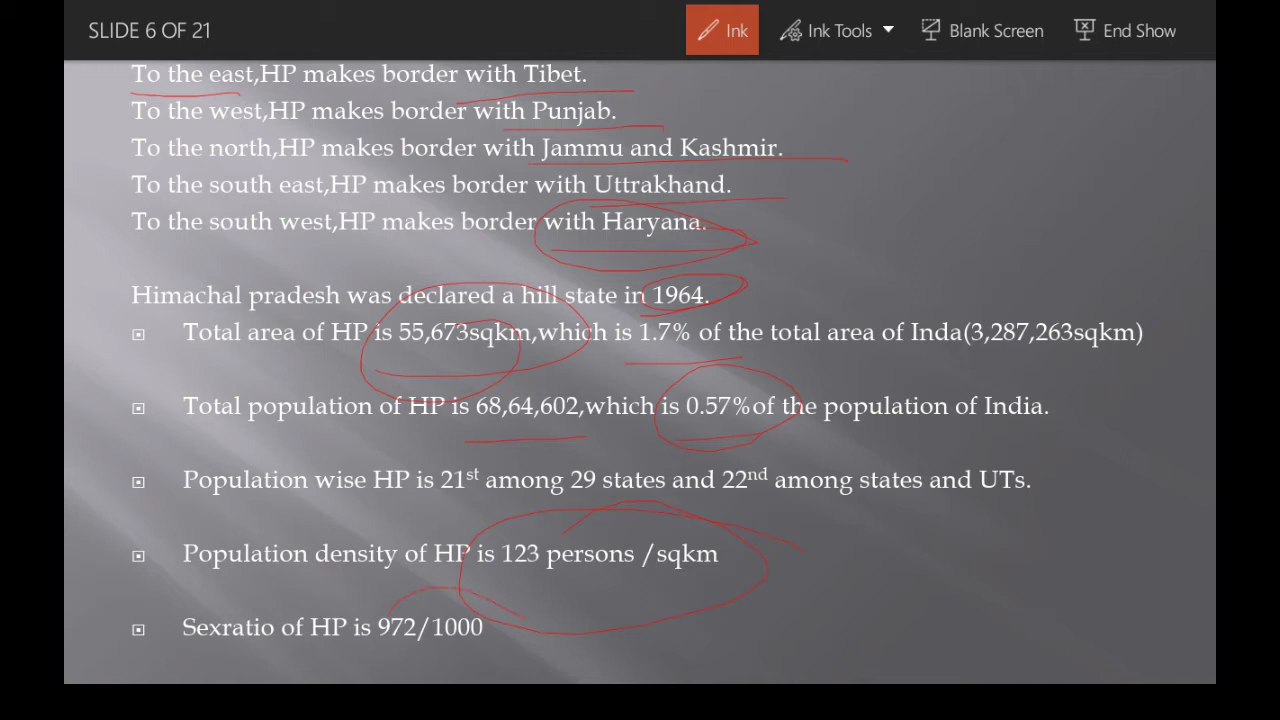 SLIDE 6 OF 21
Ink
Ink Tools
Blank Screen
End Show
To the east,HP makes border with Tibet.
To the west,HP makes border with Punjab.
To the north,HP makes border with Jammu and Kashmir.
To the south east,HP makes border with Uttrakhand.
To the south west,HP makes border with Haryana.
Himachal pradesh was declared a hill state in 1964.
Total area of HP is 55,673sqkm,which is 1.7% of the total area of Inda(3,287,263sqkm)
Total population of HP is 68,64,602,which is 0.57%of the population of India.
Population wise HP is 21st among 29 states and 22nd among states and UTs.
Population density of HP is 123 persons /sqkm
Sexratio of HP is 972/1000